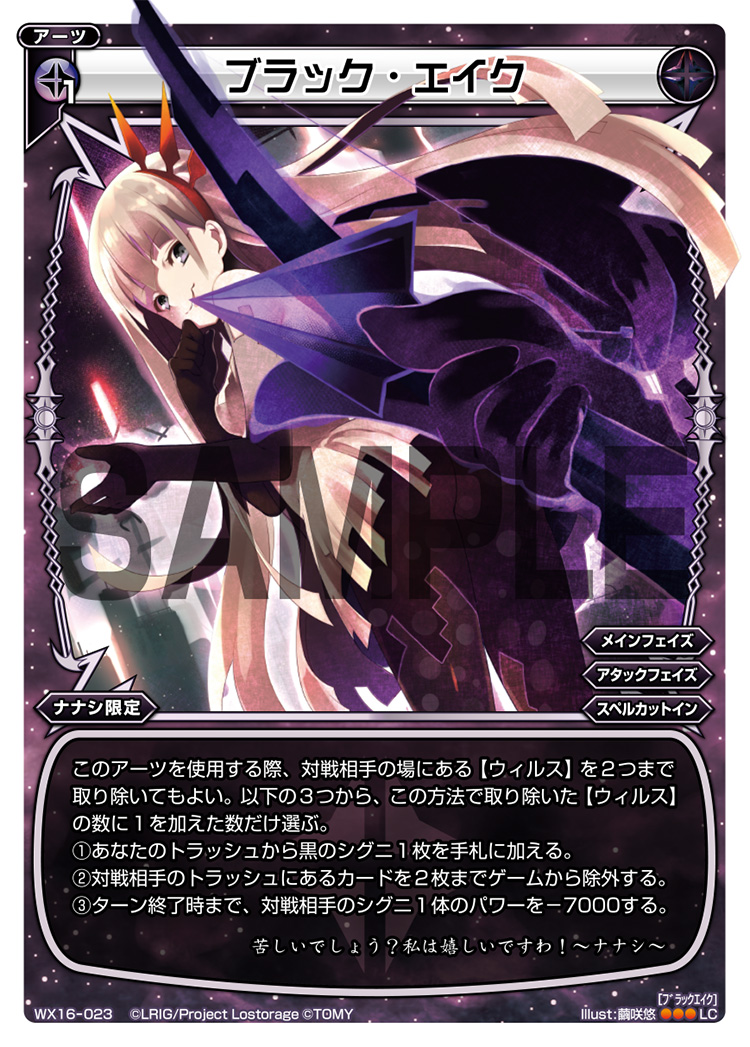 アーツ
1
ブラック・エイク
SAMPLE
メインフェイズ
アタックフェイズ
ナナシ限定
スペルカットイン
このアーツを使用する際、対戦相手の場にある【ウィルス】を2つまで
取り除いてもよい。以下の3つから、この方法で取り除いた【ウィルス】
の数に1を加えた数だけ選ぶ。
①あなたのトラッシュから黒のシグニ1枚を手札に加える。
②対戦相手のトラッシュにあるカードを2枚までゲームから除外する。
③ターン終了時まで、対戦相手のシグニ1体のパワーを－7000する。
苦しいでしょう？私は嬉しいですわ！～ナナシ～
[ブラックエイク]
WX16-023 ©LRIG/Project Lostorage ©TOMY Illust:繭咲悠 LC